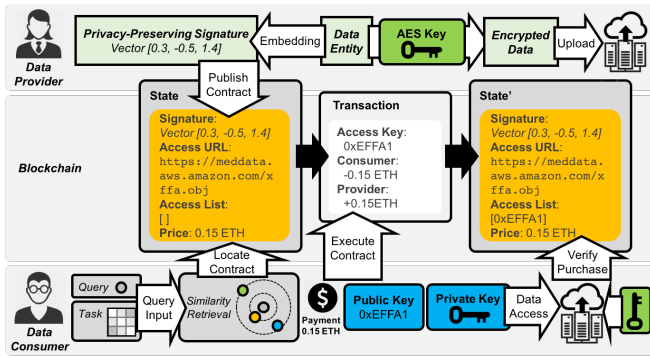 Privacy-Preserving Signature
Vector [0.3, -0.5, 1.4]
Embedding
Data
Entity
AES Key
Encrypted
Data
Upload
Data
Provider
Publish
Contract
Blockchain
State
Signature:
Vector [0.3, -0.5, 1.4]
Access URL:
https://meddata.
aws.amazon.com/x
ffa.obj
Access List:
[ ]
Price: 0.15 ETH
Transaction
Access Key:
0xEFFA1
Consumer:
-0.15 ETH
Provider:
+0.15ETH
State'
Signature:
Vector [0.3, -0.5, 1.4]
Access URL:
https://meddata.
aws.amazon.com/x
ffa.obj
Access List:
[0xEFFA1]
Price: 0.15 ETH
Locate
Contract
Execute
Contract
Verify
Purchase
Data
Consumer
Query
Task
Query
Input
Similarity
Retrieval
$
Payment
0.15 ETH
Public Key
0xEFFA1
Private Key
Data
Access